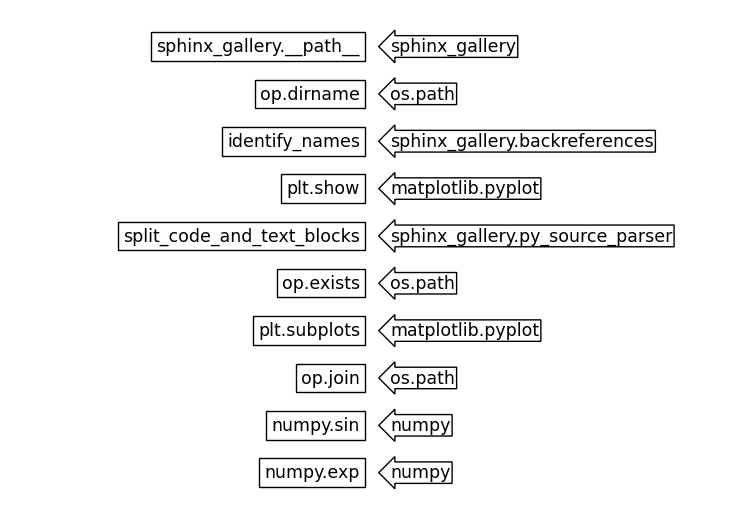 sphinx_gallery.__path__ sphinx_gallery
op.dirname os.path
identify_names sphinx_gallery.backreferences
plt.show matplotlib.pyplot
split_code_and_text_blocks sphinx_gallery.py_source_parser
op.exists os.path
plt.subplots matplotlib.pyplot
op.join os.path
numpy.sin numpy
numpy.exp numpy